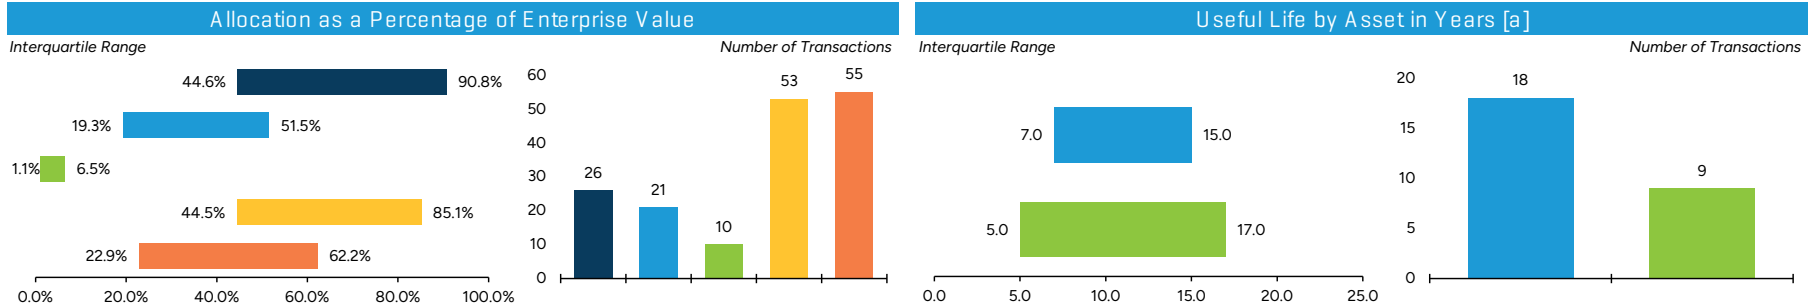 Allocation as a Percentage of Enterprise Value
Interquartile Range
Number of Transactions
44.6% 90.8%
19.3% 51.5%
1.1% 6.5%
44.5% 85.1%
22.9% 62.2%
0.0% 20.0% 40.0% 60.0% 80.0% 100.0%
60
50
40
30
20
10
0
26 21 10 53 55
Useful Life by Asset in Years [a]
Interquartile Range
Number of Transactions
7.0 15.0
5.0 17.0
0.0 5.0 10.0 15.0 20.0 25.0
20
15
10
5
0
18 9